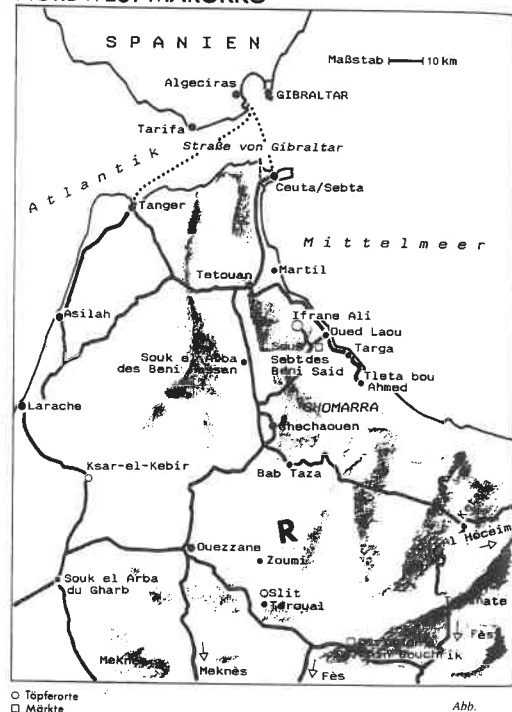 SPANIEN
Maßstab 10 km
Algeciras
GIBRALTAR
Tarifa
Straße von Gibraltar
Atlantik
Ceuta/Sebta
Tanger
Mittelmeer
Martil
Tetouan
Ifrane Ali
Asilah
Oued Laou
Targa
Souk el Arba
des Beni Hassan
Sebt des
Beni Said
Tleta bou
Ahmed
Larache
GHOMARRA
Chechaouen
Ksar-el-Kebir
Bab Taza
R
Al Hoceim
Ouezzane
Zoumi
Souk el Arba
du Gharb
Slit
Taroual
Fès
Meknès
Meknès
Fès
○ Töpferorte
□ Märkte
Abb.